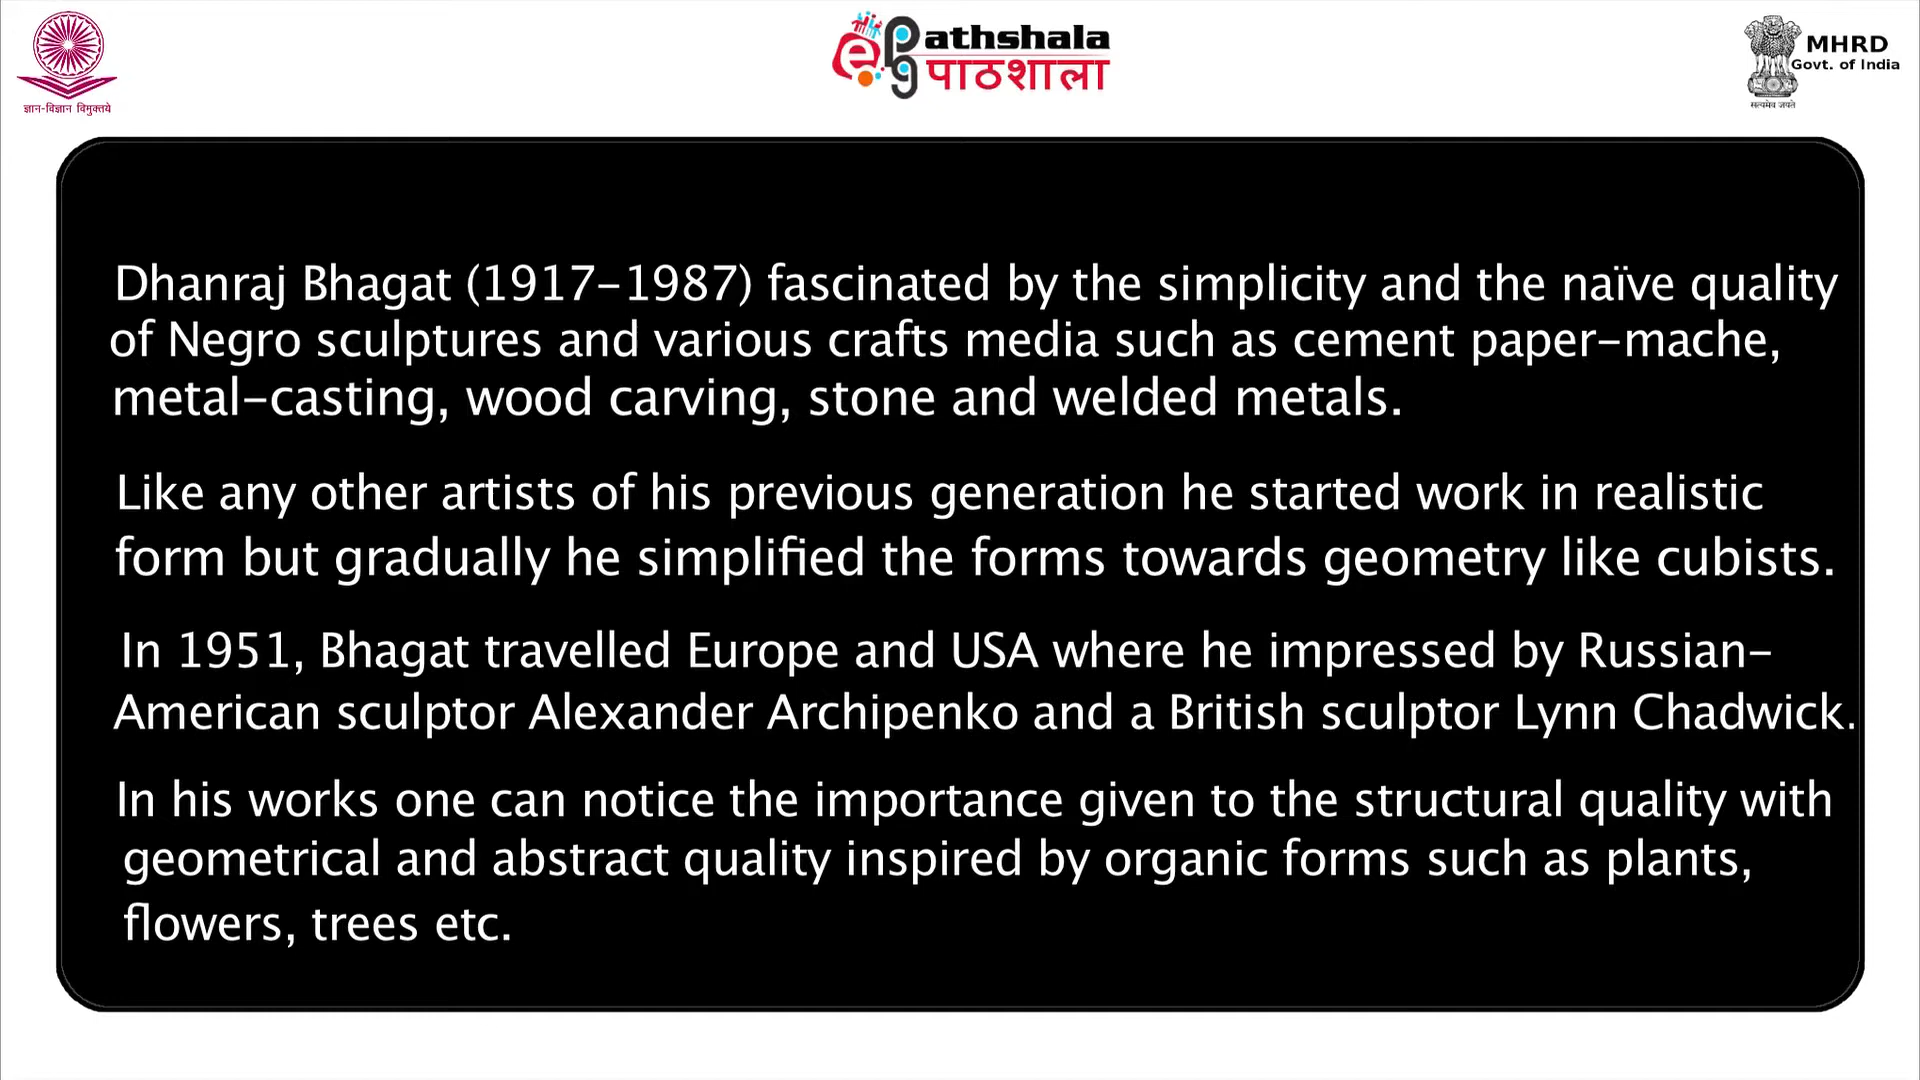 ज्ञान-विज्ञान विमुक्तये
ePathshala
पाठशाला
MHRD
Govt. of India
सत्यमेव जयते
Dhanraj Bhagat (1917-1987) fascinated by the simplicity and the naïve quality
of Negro sculptures and various crafts media such as cement paper-mache,
metal-casting, wood carving, stone and welded metals.
Like any other artists of his previous generation he started work in realistic
form but gradually he simplified the forms towards geometry like cubists.
In 1951, Bhagat travelled Europe and USA where he impressed by Russian-
American sculptor Alexander Archipenko and a British sculptor Lynn Chadwick.
In his works one can notice the importance given to the structural quality with
geometrical and abstract quality inspired by organic forms such as plants,
flowers, trees etc.